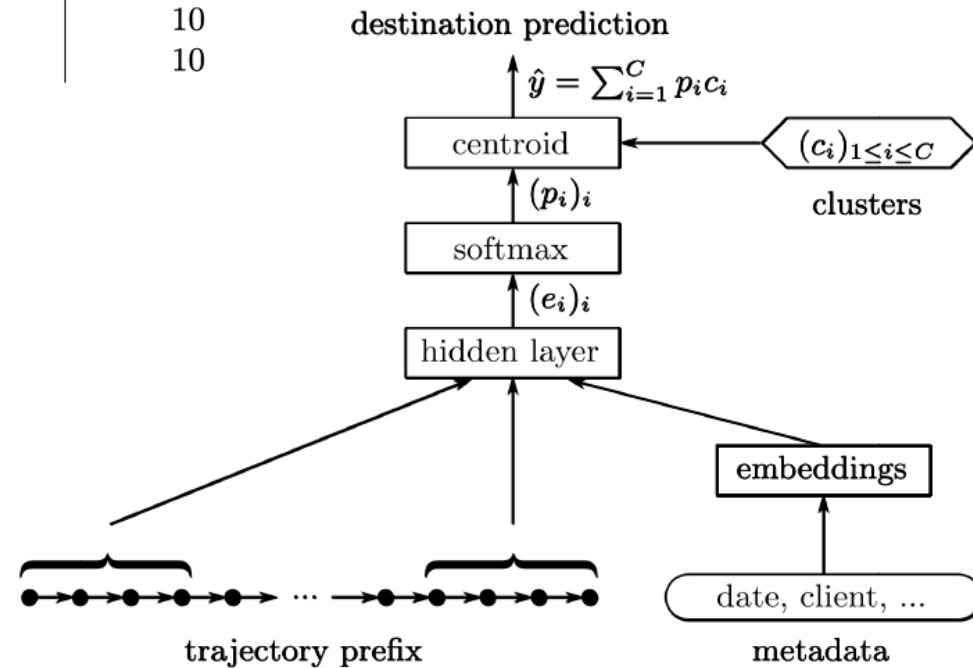 10
10
destination prediction
ŷ = ∑_{i=1}^{C} p_i c_i
centroid
(c_i)_{1≤i≤C}
clusters
(p_i)_i
softmax
(e_i)_i
hidden layer
embeddings
...
date, client, ...
trajectory prefix
metadata